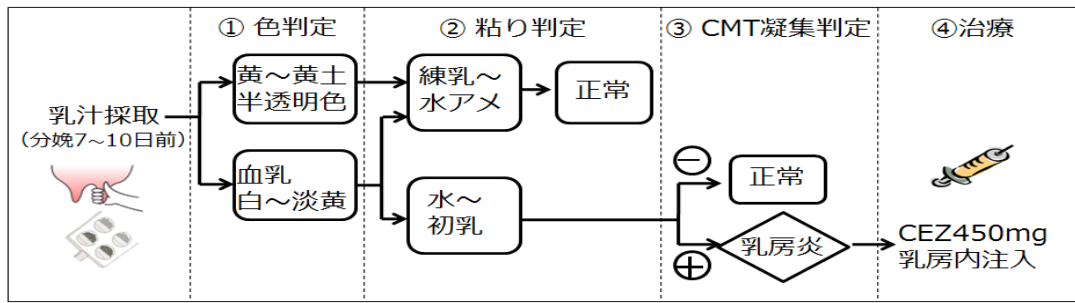 ① 色判定
② 粘り判定
③ CMT凝集判定
④治療
乳汁採取
(分娩7~10日前)
黄～黄土
半透明色
血乳
白～淡黄
練乳～
水アメ
正常
水～
初乳
−
正常
+
乳房炎
CEZ450mg
乳房内注入